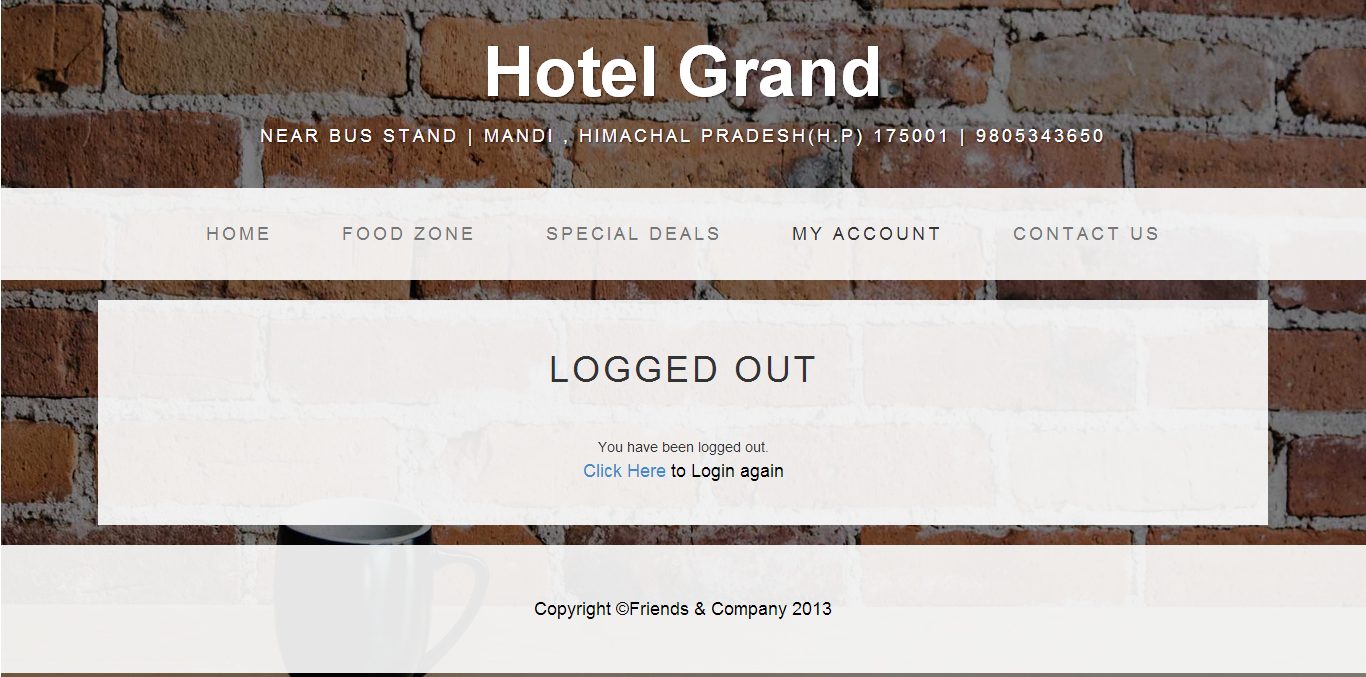 Hotel Grand
NEAR BUS STAND | MANDI , HIMACHAL PRADESH(H.P) 175001 | 9805343650
HOME FOOD ZONE SPECIAL DEALS MY ACCOUNT CONTACT US
LOGGED OUT
You have been logged out.
Click Here to Login again
Copyright ©Friends & Company 2013